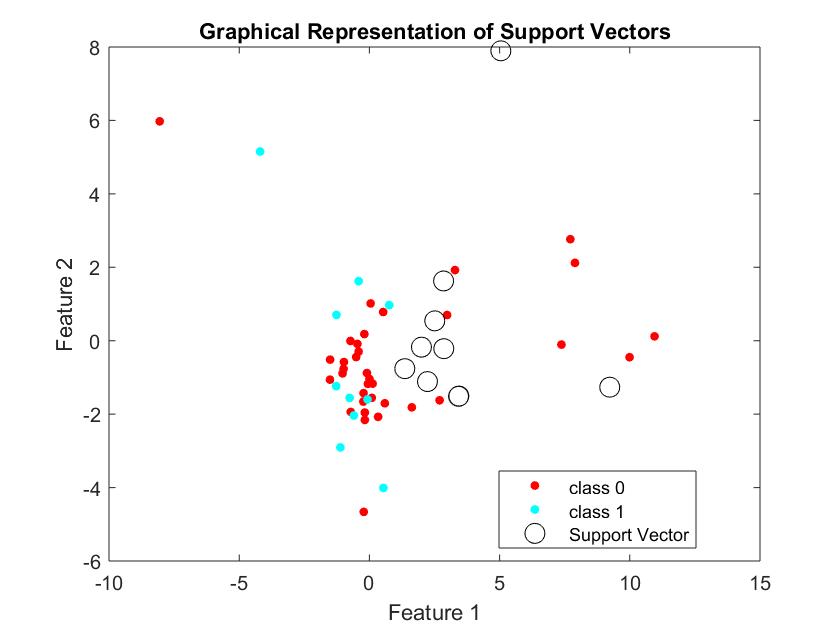 Graphical Representation of Support Vectors
8
6
4
2
0
-2
-4
-6
Feature 2
class 0
class 1
Support Vector
-10 -5 0 5 10 15
Feature 1